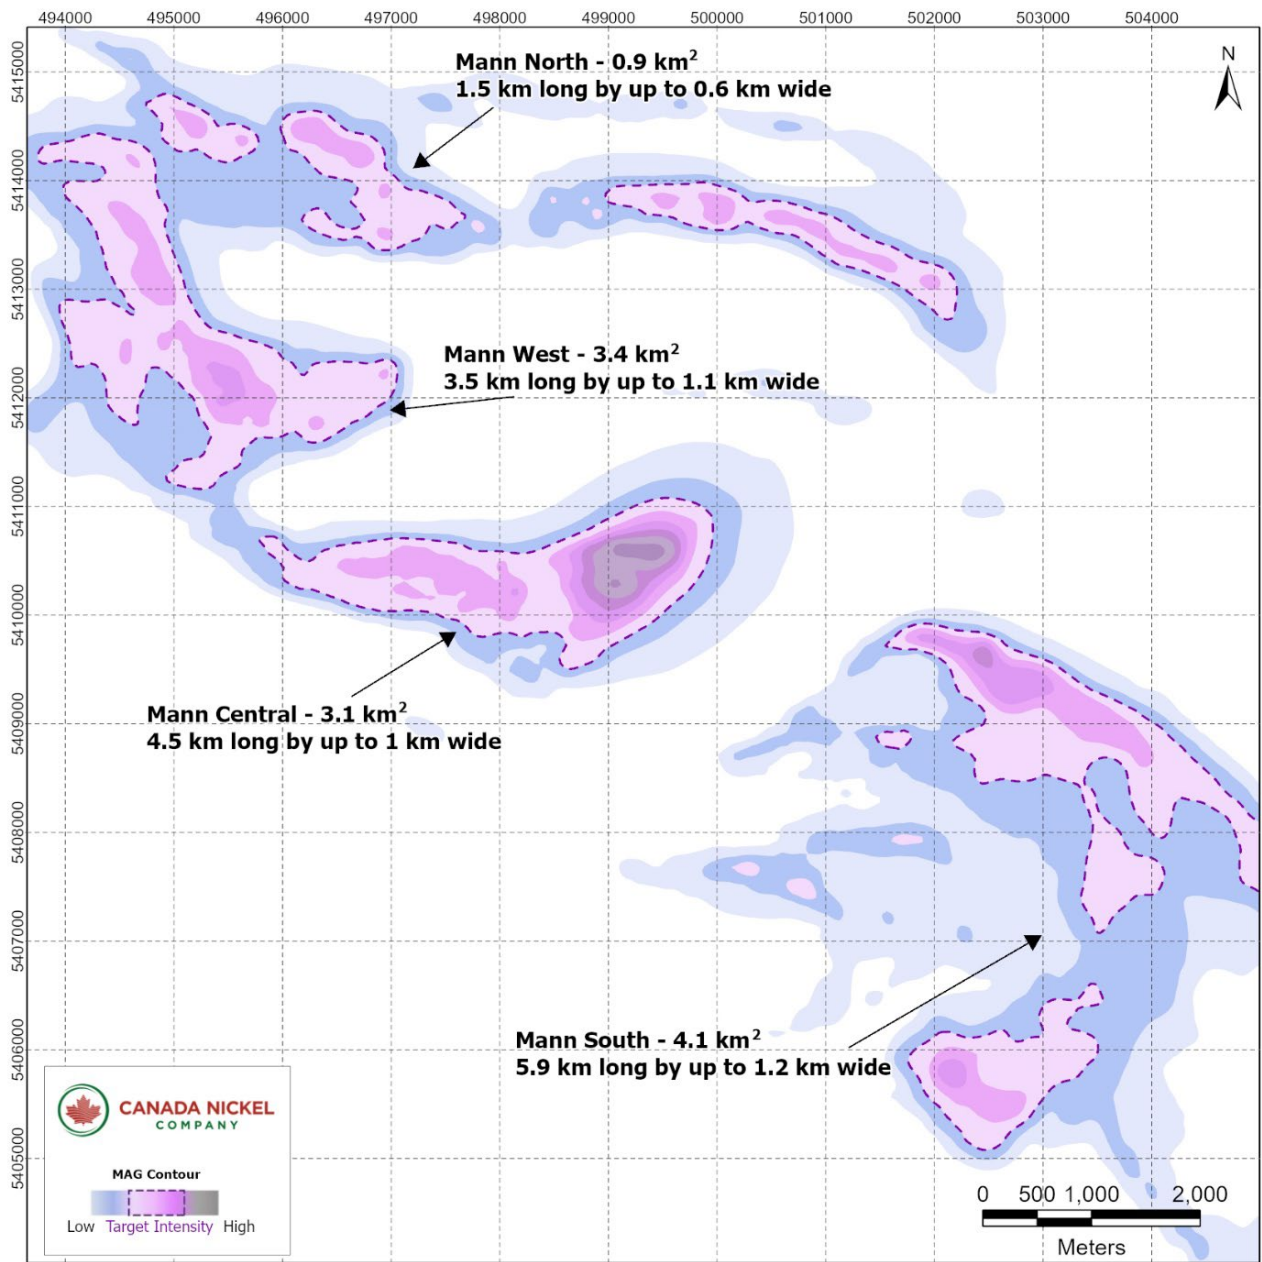 494000 495000 496000 497000 498000 499000 500000 501000 502000 503000 504000
5415000
5414000
5413000
5412000
5411000
5410000
5409000
5408000
5407000
5406000
5405000
N
Mann North - 0.9 km²
1.5 km long by up to 0.6 km wide
Mann West - 3.4 km²
3.5 km long by up to 1.1 km wide
Mann Central - 3.1 km²
4.5 km long by up to 1 km wide
Mann South - 4.1 km²
5.9 km long by up to 1.2 km wide
CANADA NICKEL
COMPANY
MAG Contour
Low Target Intensity High
0 500 1,000 2,000
Meters